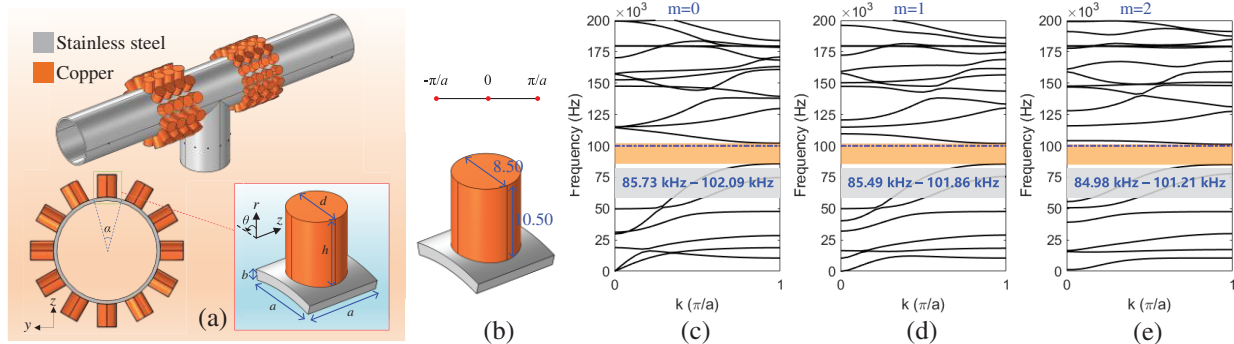 Stainless steel
Copper
α
z
y
(a)
r
θ
z
d
h
b
a
a
-π/a
0
π/a
8.50
0.50
(b)
m=0
× 10³
200
175
150
125
100
75
50
25
0
Frequency (Hz)
85.73 kHz – 102.09 kHz
0
1
k (π/a)
(c)
m=1
× 10³
200
175
150
125
100
75
50
25
0
Frequency (Hz)
85.49 kHz – 101.86 kHz
0
1
k (π/a)
(d)
m=2
× 10³
200
175
150
125
100
75
50
25
0
Frequency (Hz)
84.98 kHz – 101.21 kHz
0
1
k (π/a)
(e)